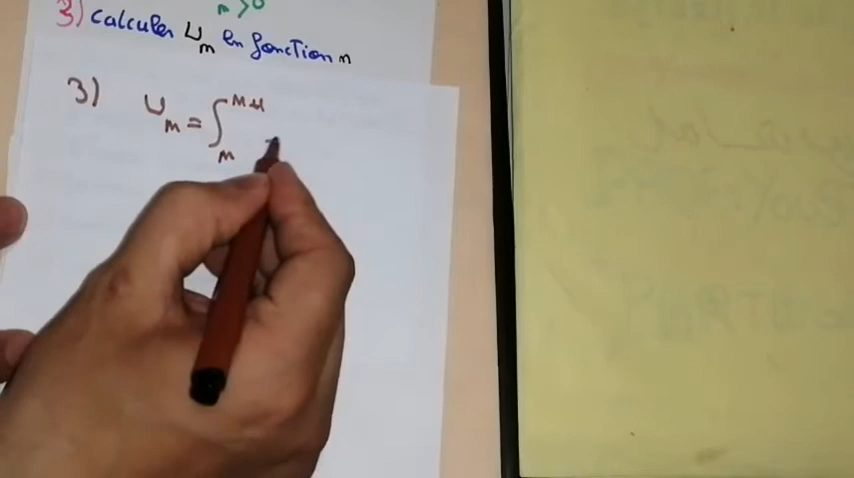 n>0
3) calculer Un en fonction n
3) Un = ∫ₙⁿ⁺¹